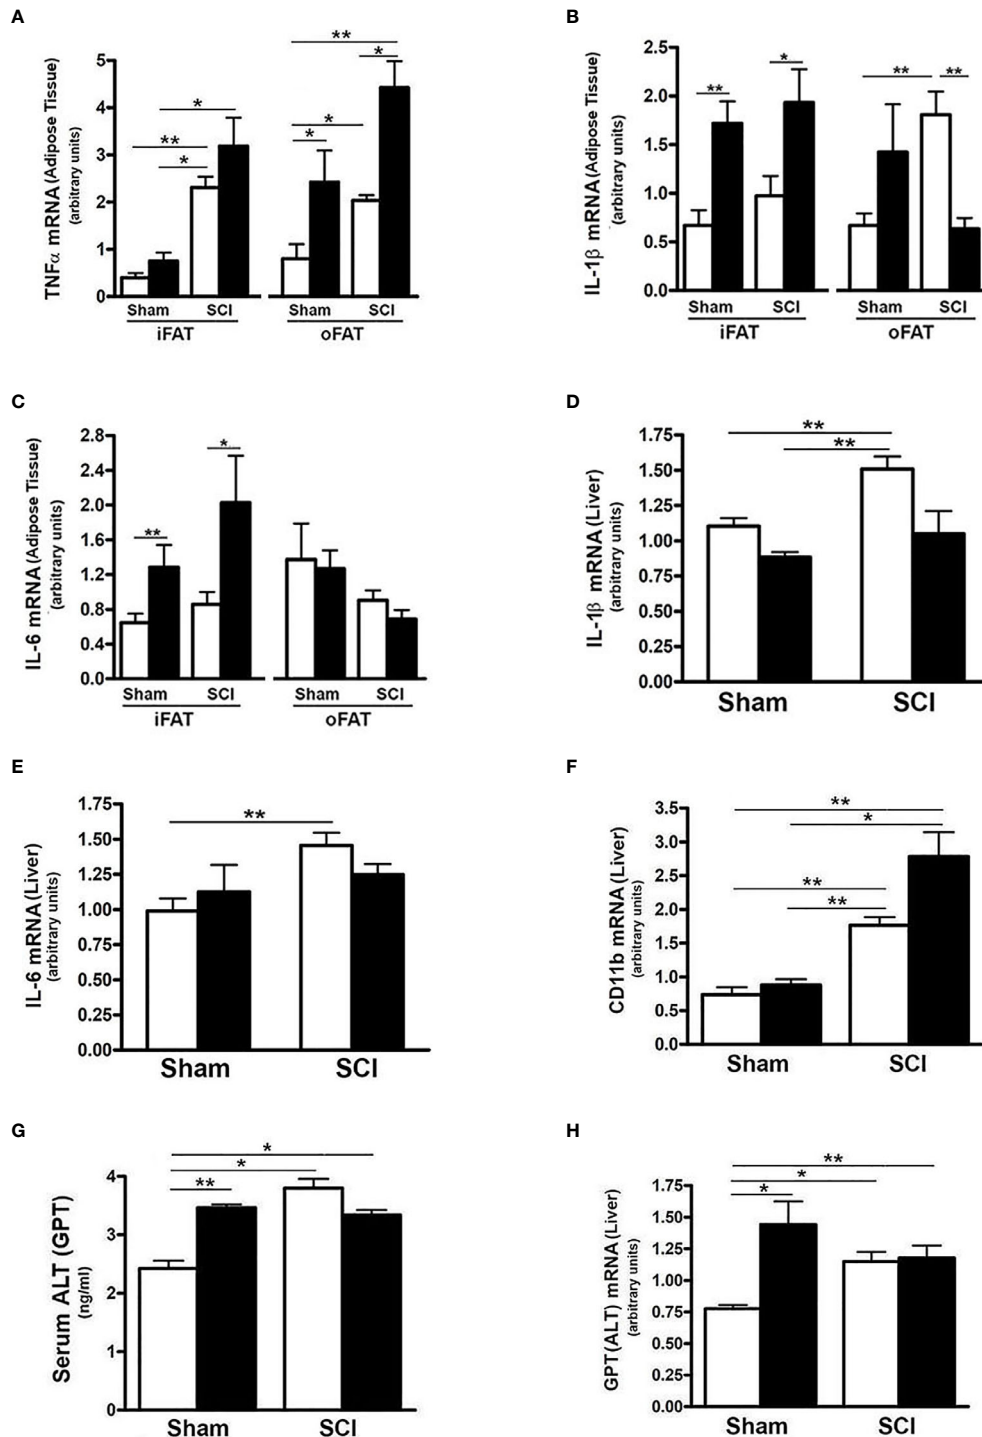 A
TNFα mRNA (Adipose Tissue)
(arbitrary units)
5
4
3
2
1
0
**
*
*
**
*
*
*
Sham SCI Sham SCI
iFAT oFAT
B
IL-1β mRNA (Adipose Tissue)
(arbitrary units)
2.5
2.0
1.5
1.0
0.5
0.0
*
**
** **
Sham SCI Sham SCI
iFAT oFAT
C
IL-6 mRNA (Adipose Tissue)
(arbitrary units)
2.8
2.4
2.0
1.6
1.2
0.8
0.4
0.0
*
**
Sham SCI Sham SCI
iFAT oFAT
D
IL-1β mRNA (Liver)
(arbitrary units)
1.75
1.50
1.25
1.00
0.75
0.50
0.25
0.00
**
**
Sham SCI
E
IL-6 mRNA (Liver)
(arbitrary units)
1.75
1.50
1.25
1.00
0.75
0.50
0.25
0.00
**
Sham SCI
F
CD11b mRNA (Liver)
(arbitrary units)
3.5
3.0
2.5
2.0
1.5
1.0
0.5
0.0
**
*
**
**
Sham SCI
G
Serum ALT (GPT)
(ng/ml)
4
3
2
1
0
*
*
**
Sham SCI
H
GPT(ALT) mRNA (Liver)
(arbitrary units)
1.75
1.50
1.25
1.00
0.75
0.50
0.25
0.00
**
*
*
Sham SCI